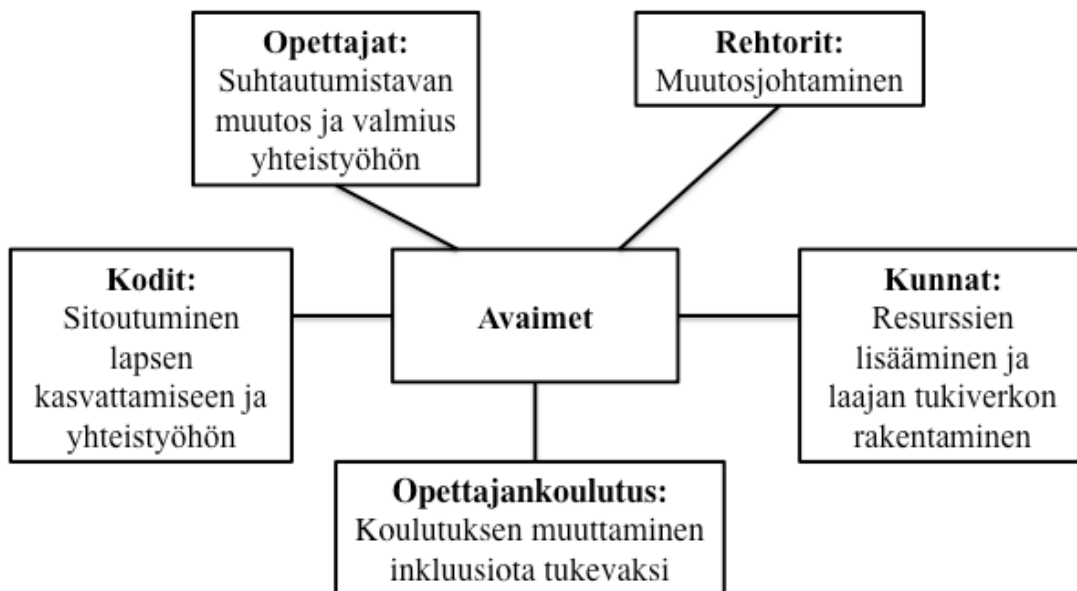 Opettajat:
Suhtautumistavan
muutos ja valmius
yhteistyöhön
Rehtorit:
Muutosjohtaminen
Kodit:
Sitoutuminen
lapsen
kasvattamiseen ja
yhteistyöhön
Avaimet
Kunnat:
Resurssien
lisääminen ja
laajan tukiverkon
rakentaminen
Opettajankoulutus:
Koulutuksen muuttaminen
inkluusiota tukevaksi